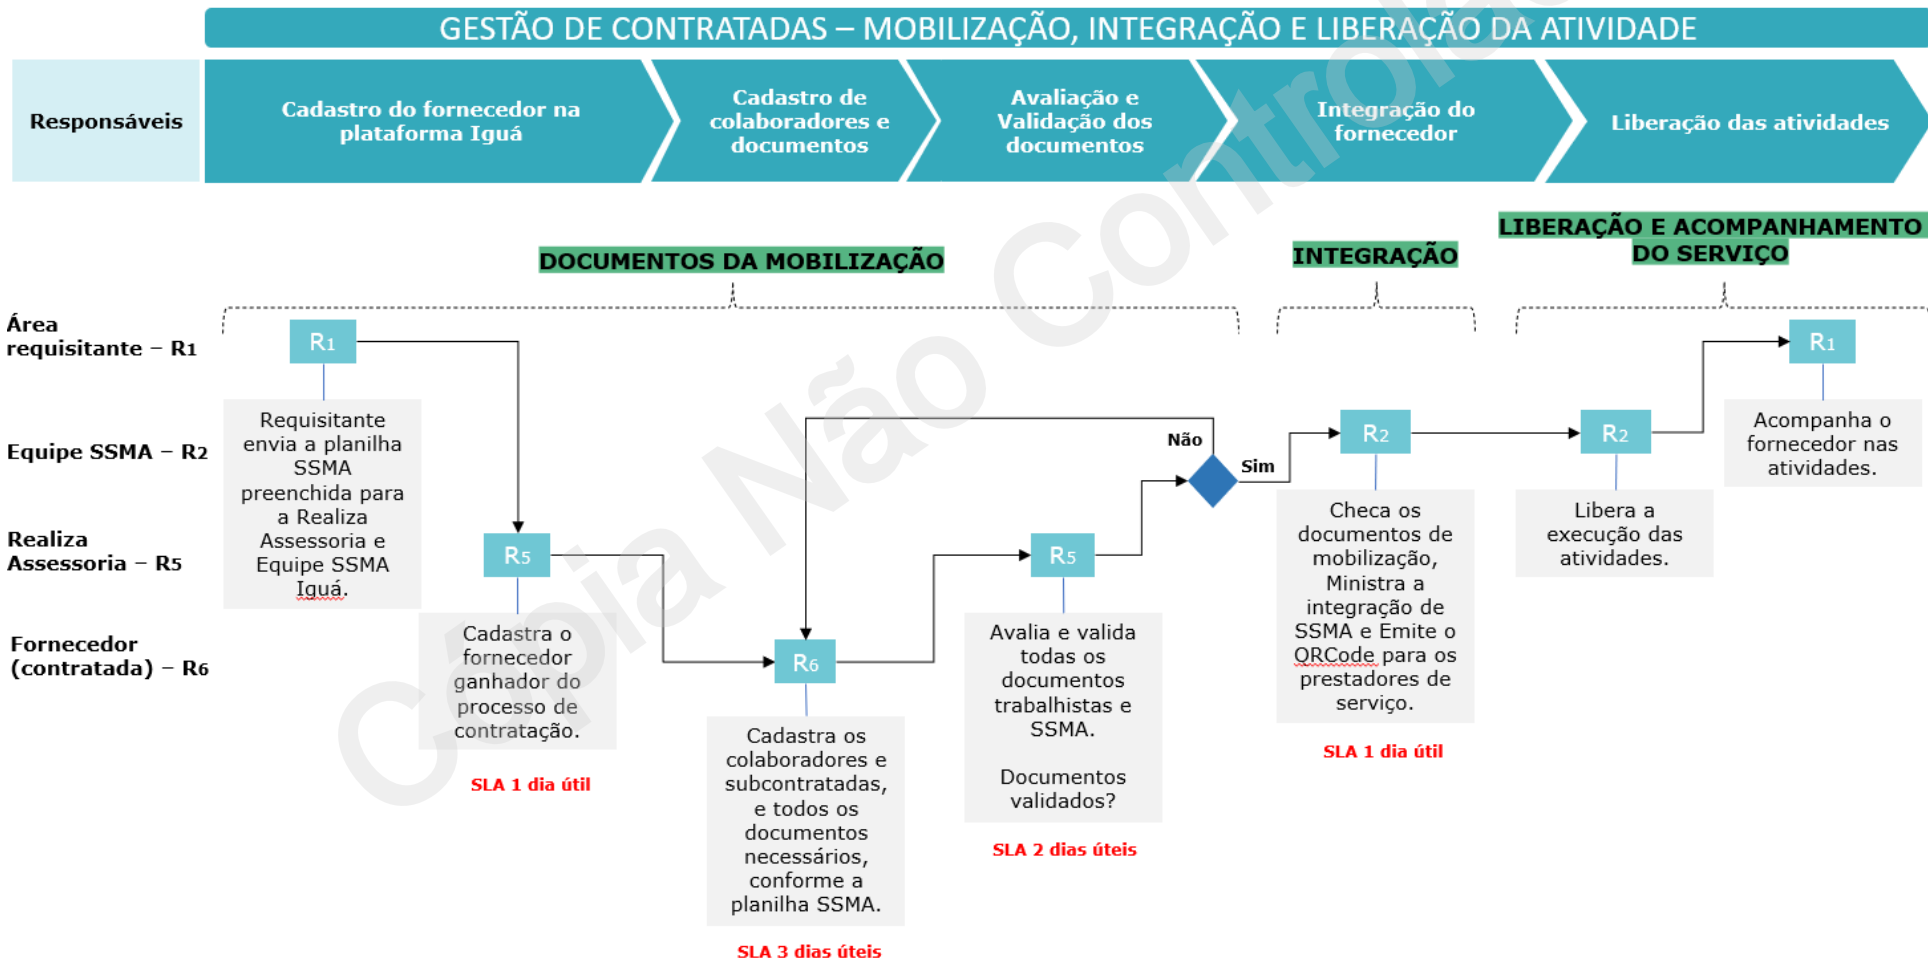 GESTÃO DE CONTRATADAS – MOBILIZAÇÃO, INTEGRAÇÃO E LIBERAÇÃO DA ATIVIDADE
Responsáveis
Cadastro do fornecedor na
plataforma Iguá
Cadastro de
colaboradores e
documentos
Avaliação e
Validação dos
documentos
Integração do
fornecedor
Liberação das atividades
DOCUMENTOS DA MOBILIZAÇÃO
INTEGRAÇÃO
LIBERAÇÃO E ACOMPANHAMENTO
DO SERVIÇO
Área
requisitante – R1
Equipe SSMA – R2
Realiza
Assessoria – R5
Fornecedor
(contratada) – R6
R1
Requisitante
envia a planilha
SSMA
preenchida para
a Realiza
Assessoria e
Equipe SSMA
Iguá.
R5
Cadastra o
fornecedor
ganhador do
processo de
contratação.
SLA 1 dia útil
R6
Cadastra os
colaboradores e
subcontratadas,
e todos os
documentos
necessários,
conforme a
planilha SSMA.
SLA 3 dias úteis
R5
Avalia e valida
todas os
documentos
trabalhistas e
SSMA.
Documentos
validados?
SLA 2 dias úteis
Não
Sim
R2
Checa os
documentos de
mobilização,
Ministra a
integração de
SSMA e Emite o
QRCode para os
prestadores de
serviço.
SLA 1 dia útil
R2
Libera a
execução das
atividades.
R1
Acompanha o
fornecedor nas
atividades.
Cópia Não Controlad